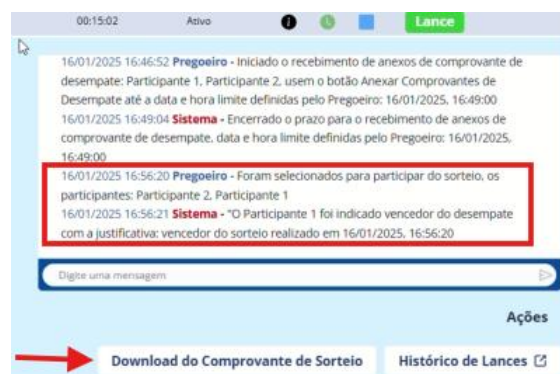 00:15:02 Ativo Lance
16/01/2025 16:46:52 Pregoeiro - Iniciado o recebimento de anexos de comprovante de
desempate: Participante 1, Participante 2, usem o botão Anexar Comprovantes de
Desempate até a data e hora limite definidas pelo Pregoeiro: 16/01/2025, 16:49:00
16/01/2025 16:49:04 Sistema - Encerrado o prazo para o recebimento de anexos de
comprovante de desempate, data e hora limite definidas pelo Pregoeiro: 16/01/2025,
16:49:00
16/01/2025 16:56:20 Pregoeiro - Foram selecionados para participar do sorteio, os
participantes: Participante 2, Participante 1
16/01/2025 16:56:21 Sistema - "O Participante 1 foi indicado vencedor do desempate
com a justificativa: vencedor do sorteio realizado em 16/01/2025, 16:56:20
Digite uma mensagem
Ações
Download do Comprovante de Sorteio Histórico de Lances